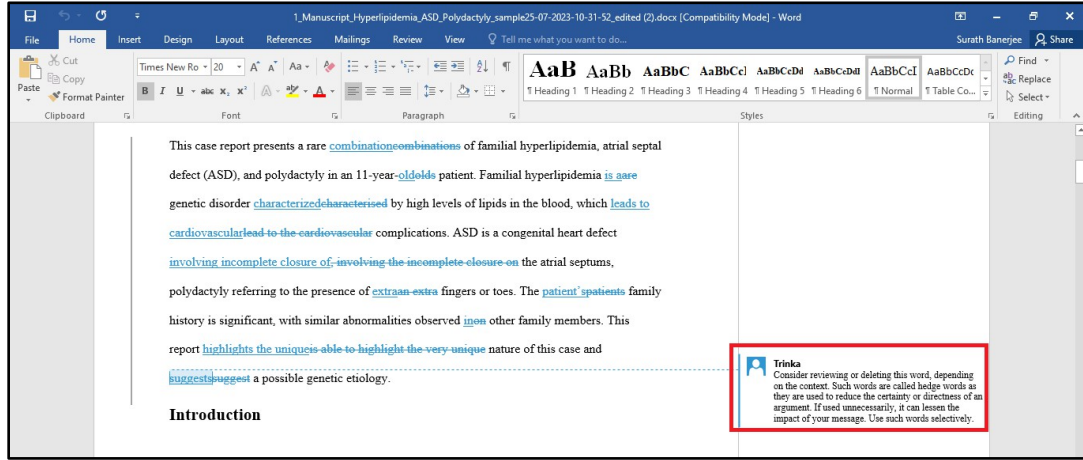 1_Manuscript_Hyperlipidemia_ASD_Polydactyly_sample25-07-2023-10-31-52_edited (2).docx [Compatibility Mode] - Word
File Home Insert Design Layout References Mailings Review View Tell me what you want to do... Surath Banerjee Share
Cut
Copy
Format Painter
Paste
Times New Ro 20
Aa
B I U abc X₂ X²
AaB AaBb AaBbC AaBbCcl AaBbCcDd AaBbCcDdI AaBbCcI AaBbCcDc
¶ Heading 1 ¶ Heading 2 ¶ Heading 3 ¶ Heading 4 ¶ Heading 5 ¶ Heading 6 ¶ Normal ¶ Table Co...
Find
Replace
Select
Clipboard Font Paragraph Styles Editing
This case report presents a rare combinationcombinations of familial hyperlipidemia, atrial septal
defect (ASD), and polydactyly in an 11-year-oldolds patient. Familial hyperlipidemia is aare
genetic disorder characterizedcharacterised by high levels of lipids in the blood, which leads to
cardiovascularlead to the cardiovascular complications. ASD is a congenital heart defect
involving incomplete closure of, involving the incomplete closure on the atrial septums,
polydactyly referring to the presence of extraan extra fingers or toes. The patient'spatients family
history is significant, with similar abnormalities observed inon other family members. This
report highlights the uniqueis able to highlight the very unique nature of this case and
suggestssuggest a possible genetic etiology.
Introduction
Trinka
Consider reviewing or deleting this word, depending
on the context. Such words are called hedge words as
they are used to reduce the certainty or directness of an
argument. If used unnecessarily, it can lessen the
impact of your message. Use such words selectively.